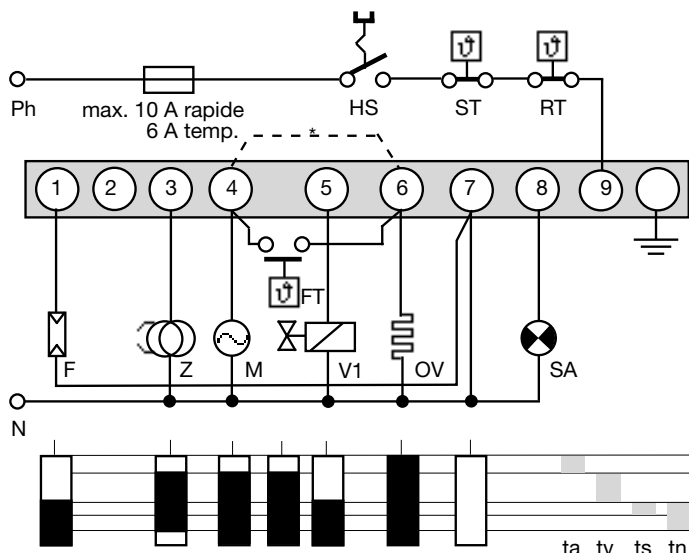 ϑ ϑ
Ph HS ST RT
max. 10 A rapide
6 A temp.
*
1 2 3 4 5 6 7 8 9
ϑ FT
F Z M V1 OV SA
N
ta tv ts tn